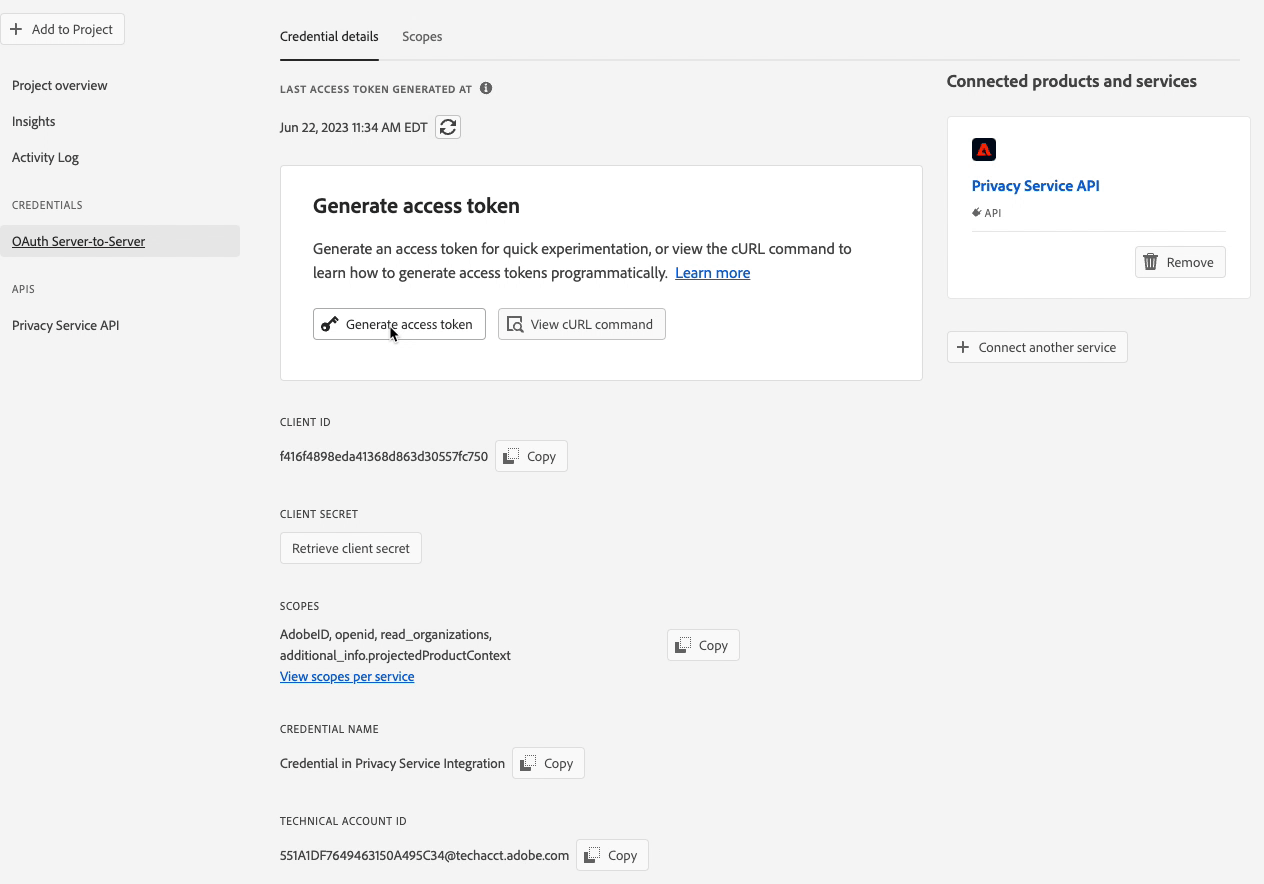 Add to Project
Project overview
Insights
Activity Log
CREDENTIALS
OAuth Server-to-Server
APIS
Privacy Service API
Credential details
Scopes
LAST ACCESS TOKEN GENERATED AT
Jun 22, 2023 11:34 AM EDT
Generate access token
Generate an access token for quick experimentation, or view the cURL command to
learn how to generate access tokens programmatically. Learn more
Generate access token
View cURL command
CLIENT ID
f416f4898eda41368d863d30557fc750
Copy
CLIENT SECRET
Retrieve client secret
SCOPES
AdobeID, openid, read_organizations,
additional_info.projectedProductContext
Copy
View scopes per service
CREDENTIAL NAME
Credential in Privacy Service Integration
Copy
TECHNICAL ACCOUNT ID
551A1DF7649463150A495C34@techacct.adobe.com
Copy
Connected products and services
Privacy Service API
API
Remove
Connect another service